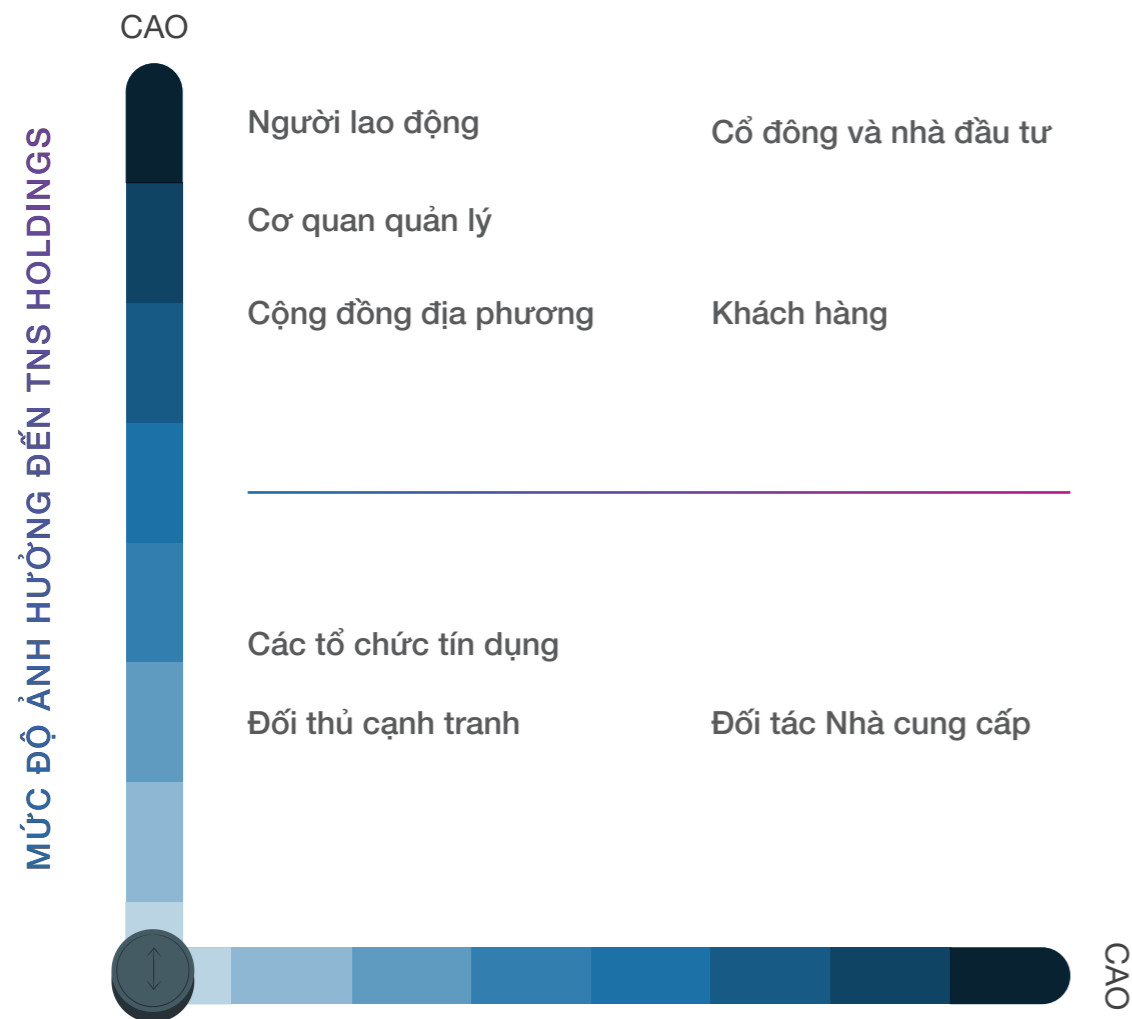 CAO
MỨC ĐỘ ẢNH HƯỞNG ĐẾN TNS HOLDINGS
Người lao động
Cổ đông và nhà đầu tư
Cơ quan quản lý
Cộng đồng địa phương
Khách hàng
Các tổ chức tín dụng
Đối thủ cạnh tranh
Đối tác Nhà cung cấp
CAO